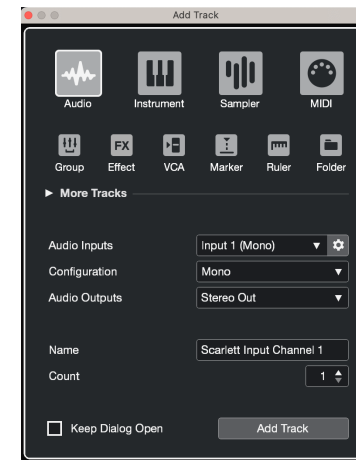 Add Track
Audio Instrument Sampler MIDI
FX
Group Effect VCA Marker Ruler Folder
More Tracks
Audio Inputs Input 1 (Mono)
Configuration Mono
Audio Outputs Stereo Out
Name Scarlett Input Channel 1
Count 1
Keep Dialog Open Add Track